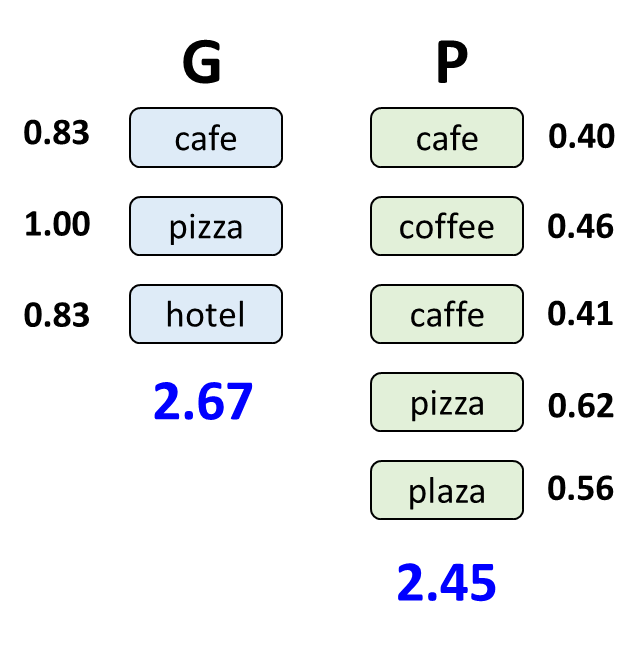 G P
0.83 cafe cafe 0.40
1.00 pizza coffee 0.46
0.83 hotel caffe 0.41
2.67 pizza 0.62
plaza 0.56
2.45